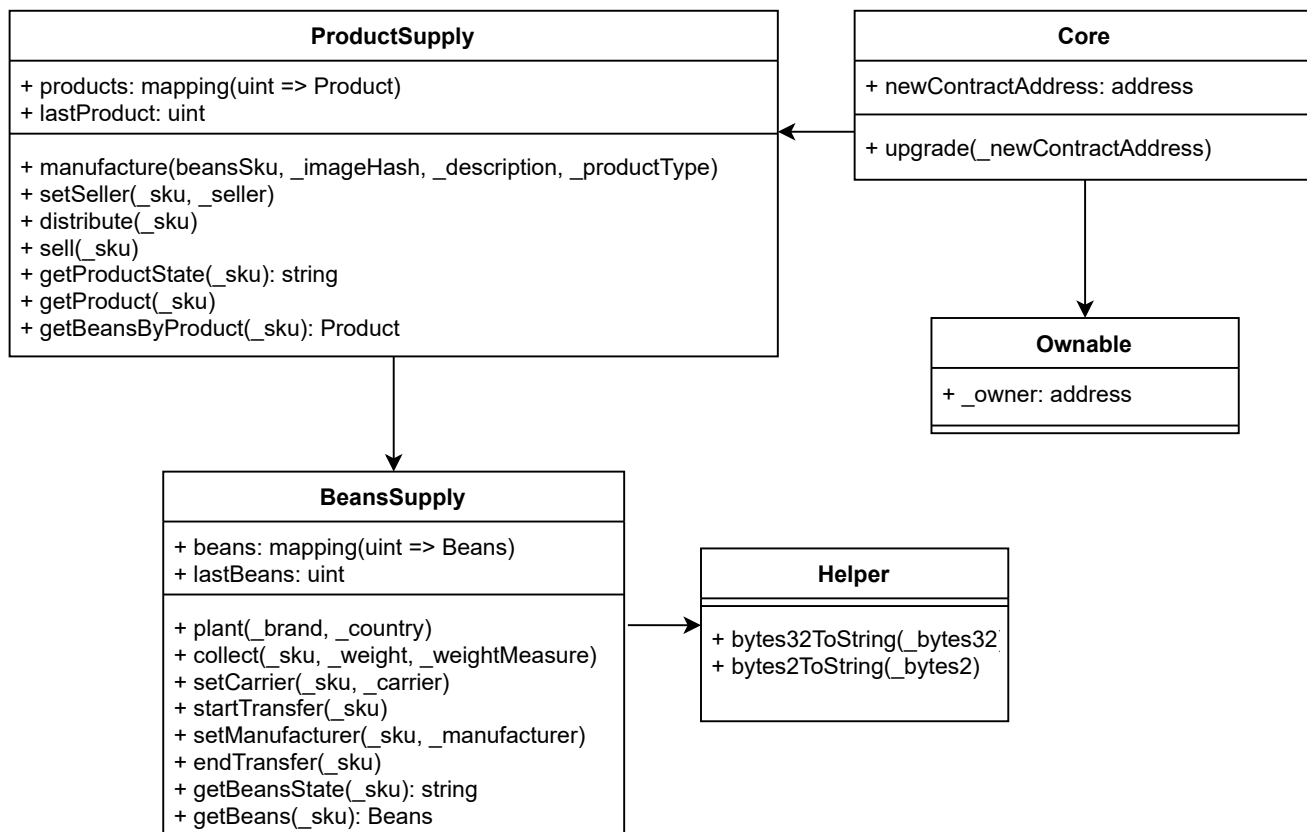 ProductSupply
+ products: mapping(uint => Product)
+ lastProduct: uint
+ manufacture(beansSku, _imageHash, _description, _productType)
+ setSeller(_sku, _seller)
+ distribute(_sku)
+ sell(_sku)
+ getProductState(_sku): string
+ getProduct(_sku)
+ getBeansByProduct(_sku): Product
Core
+ newContractAddress: address
+ upgrade(_newContractAddress)
Ownable
+ _owner: address
BeansSupply
+ beans: mapping(uint => Beans)
+ lastBeans: uint
+ plant(_brand, _country)
+ collect(_sku, _weight, _weightMeasure)
+ setCarrier(_sku, _carrier)
+ startTransfer(_sku)
+ setManufacturer(_sku, _manufacturer)
+ endTransfer(_sku)
+ getBeansState(_sku): string
+ getBeans(_sku): Beans
Helper
+ bytes32ToString(_bytes32)
+ bytes2ToString(_bytes2)